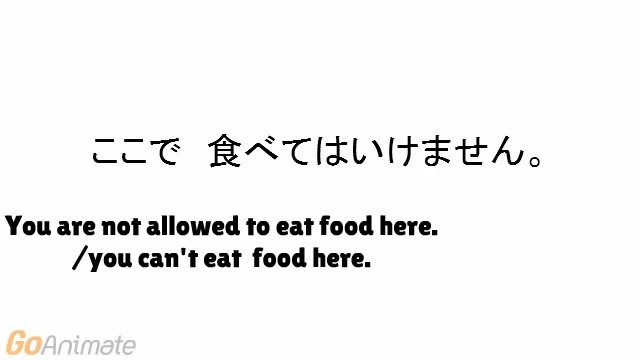 ここで　食べてはいけません。
You are not allowed to eat food here.
/you can't eat food here.
GoAnimate